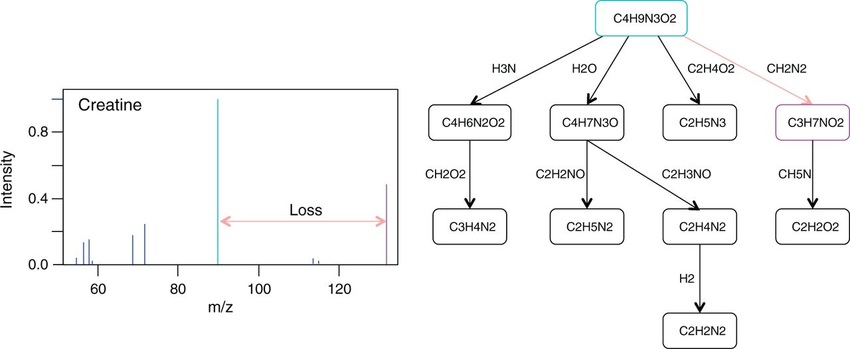 Creatine
Intensity
0.8
0.4
0.0
Loss
60
80
100
120
m/z
C4H9N3O2
H3N
H2O
C2H4O2
CH2N2
C4H6N2O2
C4H7N3O
C2H5N3
C3H7NO2
CH2O2
C2H2NO
C2H3NO
CH5N
C3H4N2
C2H5N2
C2H4N2
C2H2O2
H2
C2H2N2